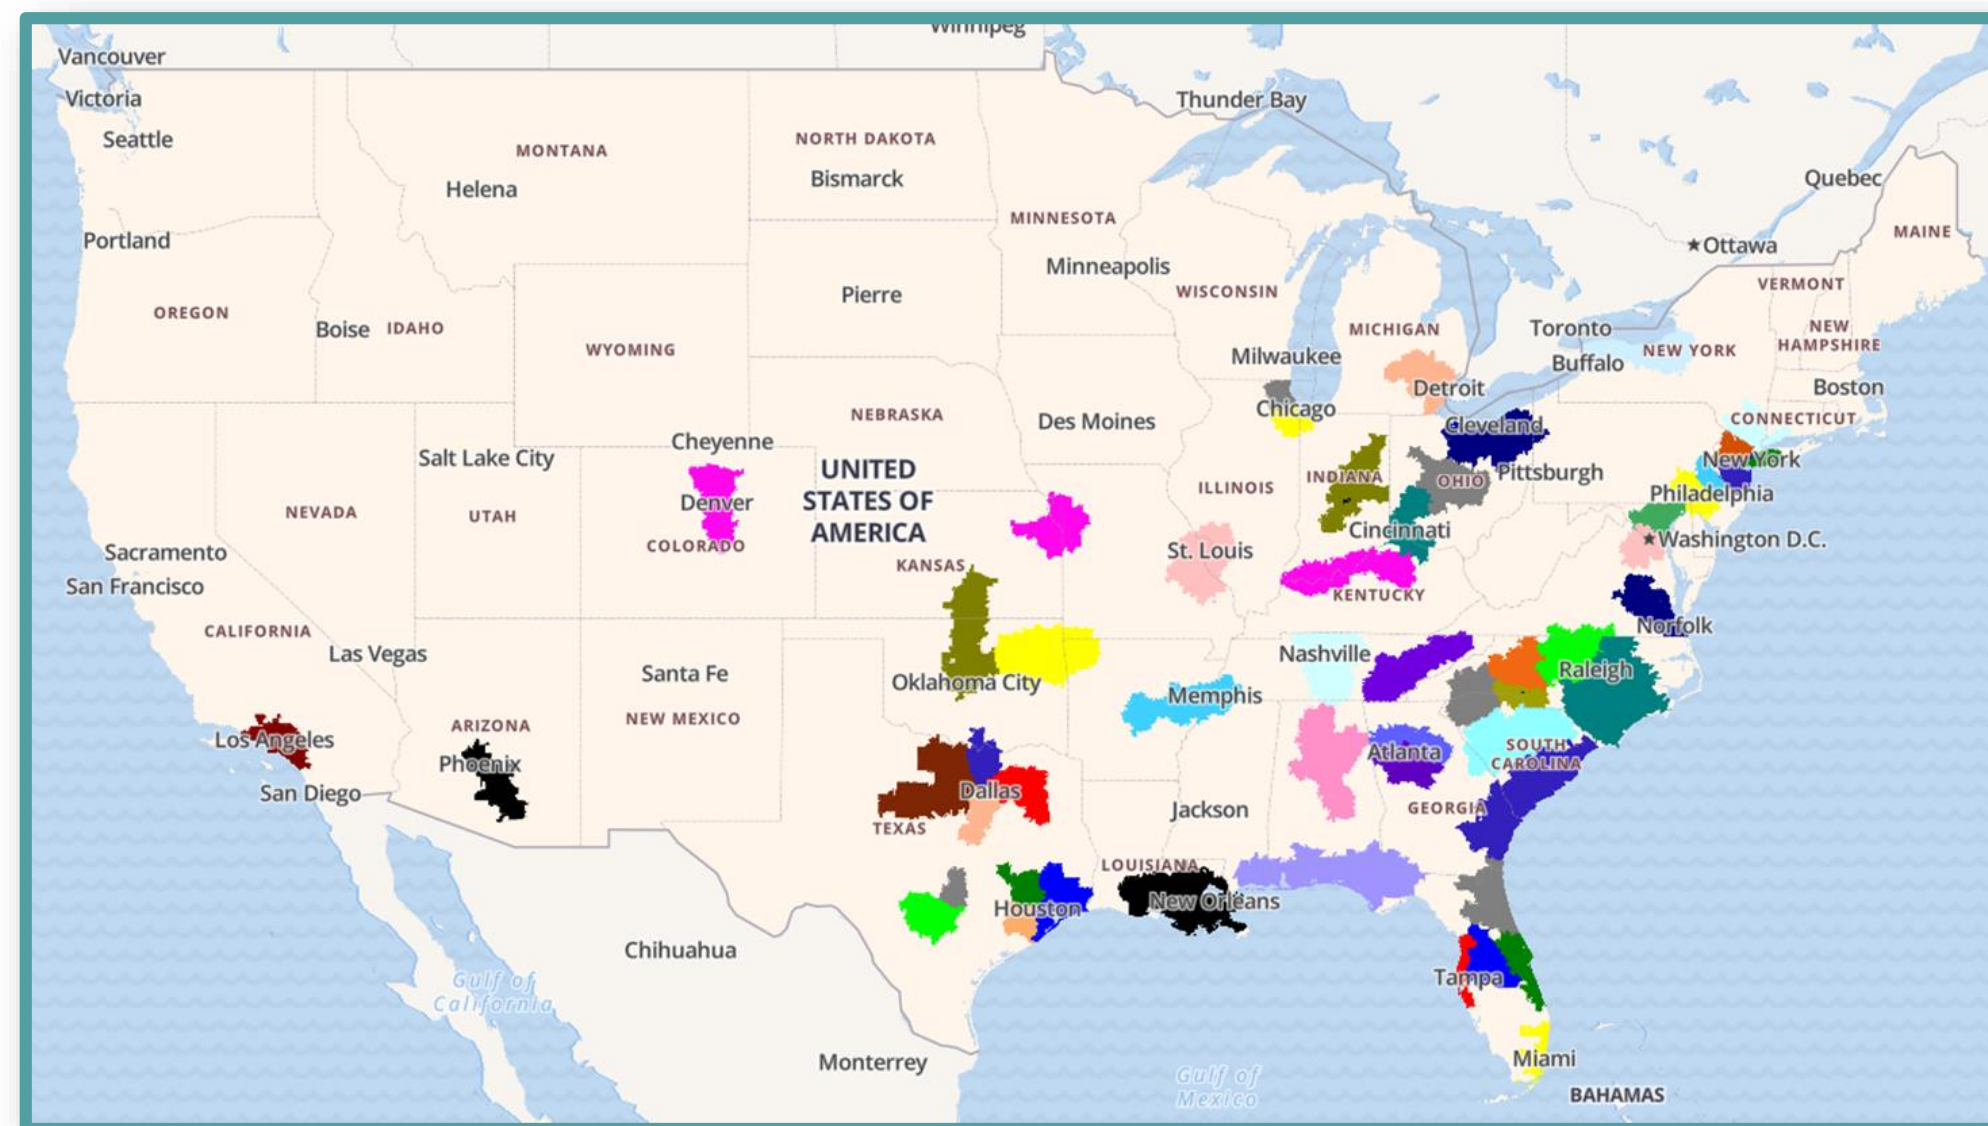 Winnipeg
Vancouver
Victoria
Seattle
Thunder Bay
MONTANA
NORTH DAKOTA
Helena
Bismarck
Quebec
MINNESOTA
MAINE
Portland
Ottawa
Minneapolis
OREGON
Boise
IDAHO
Pierre
WISCONSIN
VERMONT
WYOMING
MICHIGAN
Toronto
NEW
HAMPSHIRE
Milwaukee
Buffalo
NEW YORK
Detroit
Boston
Chicago
NEBRASKA
Des Moines
Cleveland
CONNECTICUT
Cheyenne
Salt Lake City
UNITED
STATES OF
AMERICA
New York
Pittsburgh
INDIANA
OHIO
ILLINOIS
Philadelphia
Denver
NEVADA
UTAH
COLORADO
Cincinnati
Washington D.C.
Sacramento
St. Louis
KANSAS
San Francisco
KENTUCKY
CALIFORNIA
Norfolk
Las Vegas
Nashville
Santa Fe
Raleigh
Oklahoma City
Memphis
ARIZONA
NEW MEXICO
Los Angeles
Phoenix
Atlanta
SOUTH
CAROLINA
San Diego
Dallas
Jackson
GEORGIA
TEXAS
LOUISIANA
New Orleans
Houston
Chihuahua
Gulf of
California
Tampa
Monterrey
Miami
Gulf of
Mexico
BAHAMAS